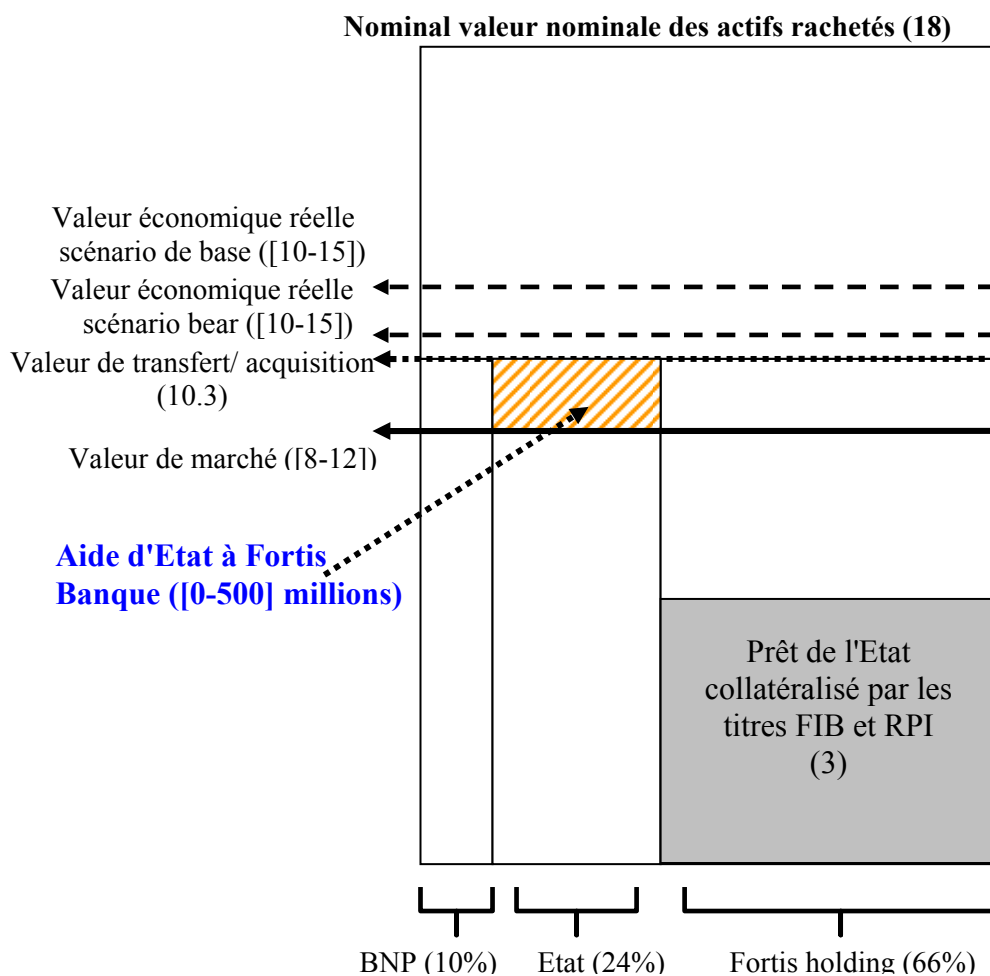 Nominal valeur nominale des actifs rachetés (18)
Valeur économique réelle
scénario de base ([10-15])
Valeur économique réelle
scénario bear ([10-15])
Valeur de transfert/ acquisition
(10.3)
Valeur de marché ([8-12])
Aide d'Etat à Fortis
Banque ([0-500] millions)
Prêt de l'Etat
collatéralisé par les
titres FIB et RPI
(3)
BNP (10%) Etat (24%) Fortis holding (66%)